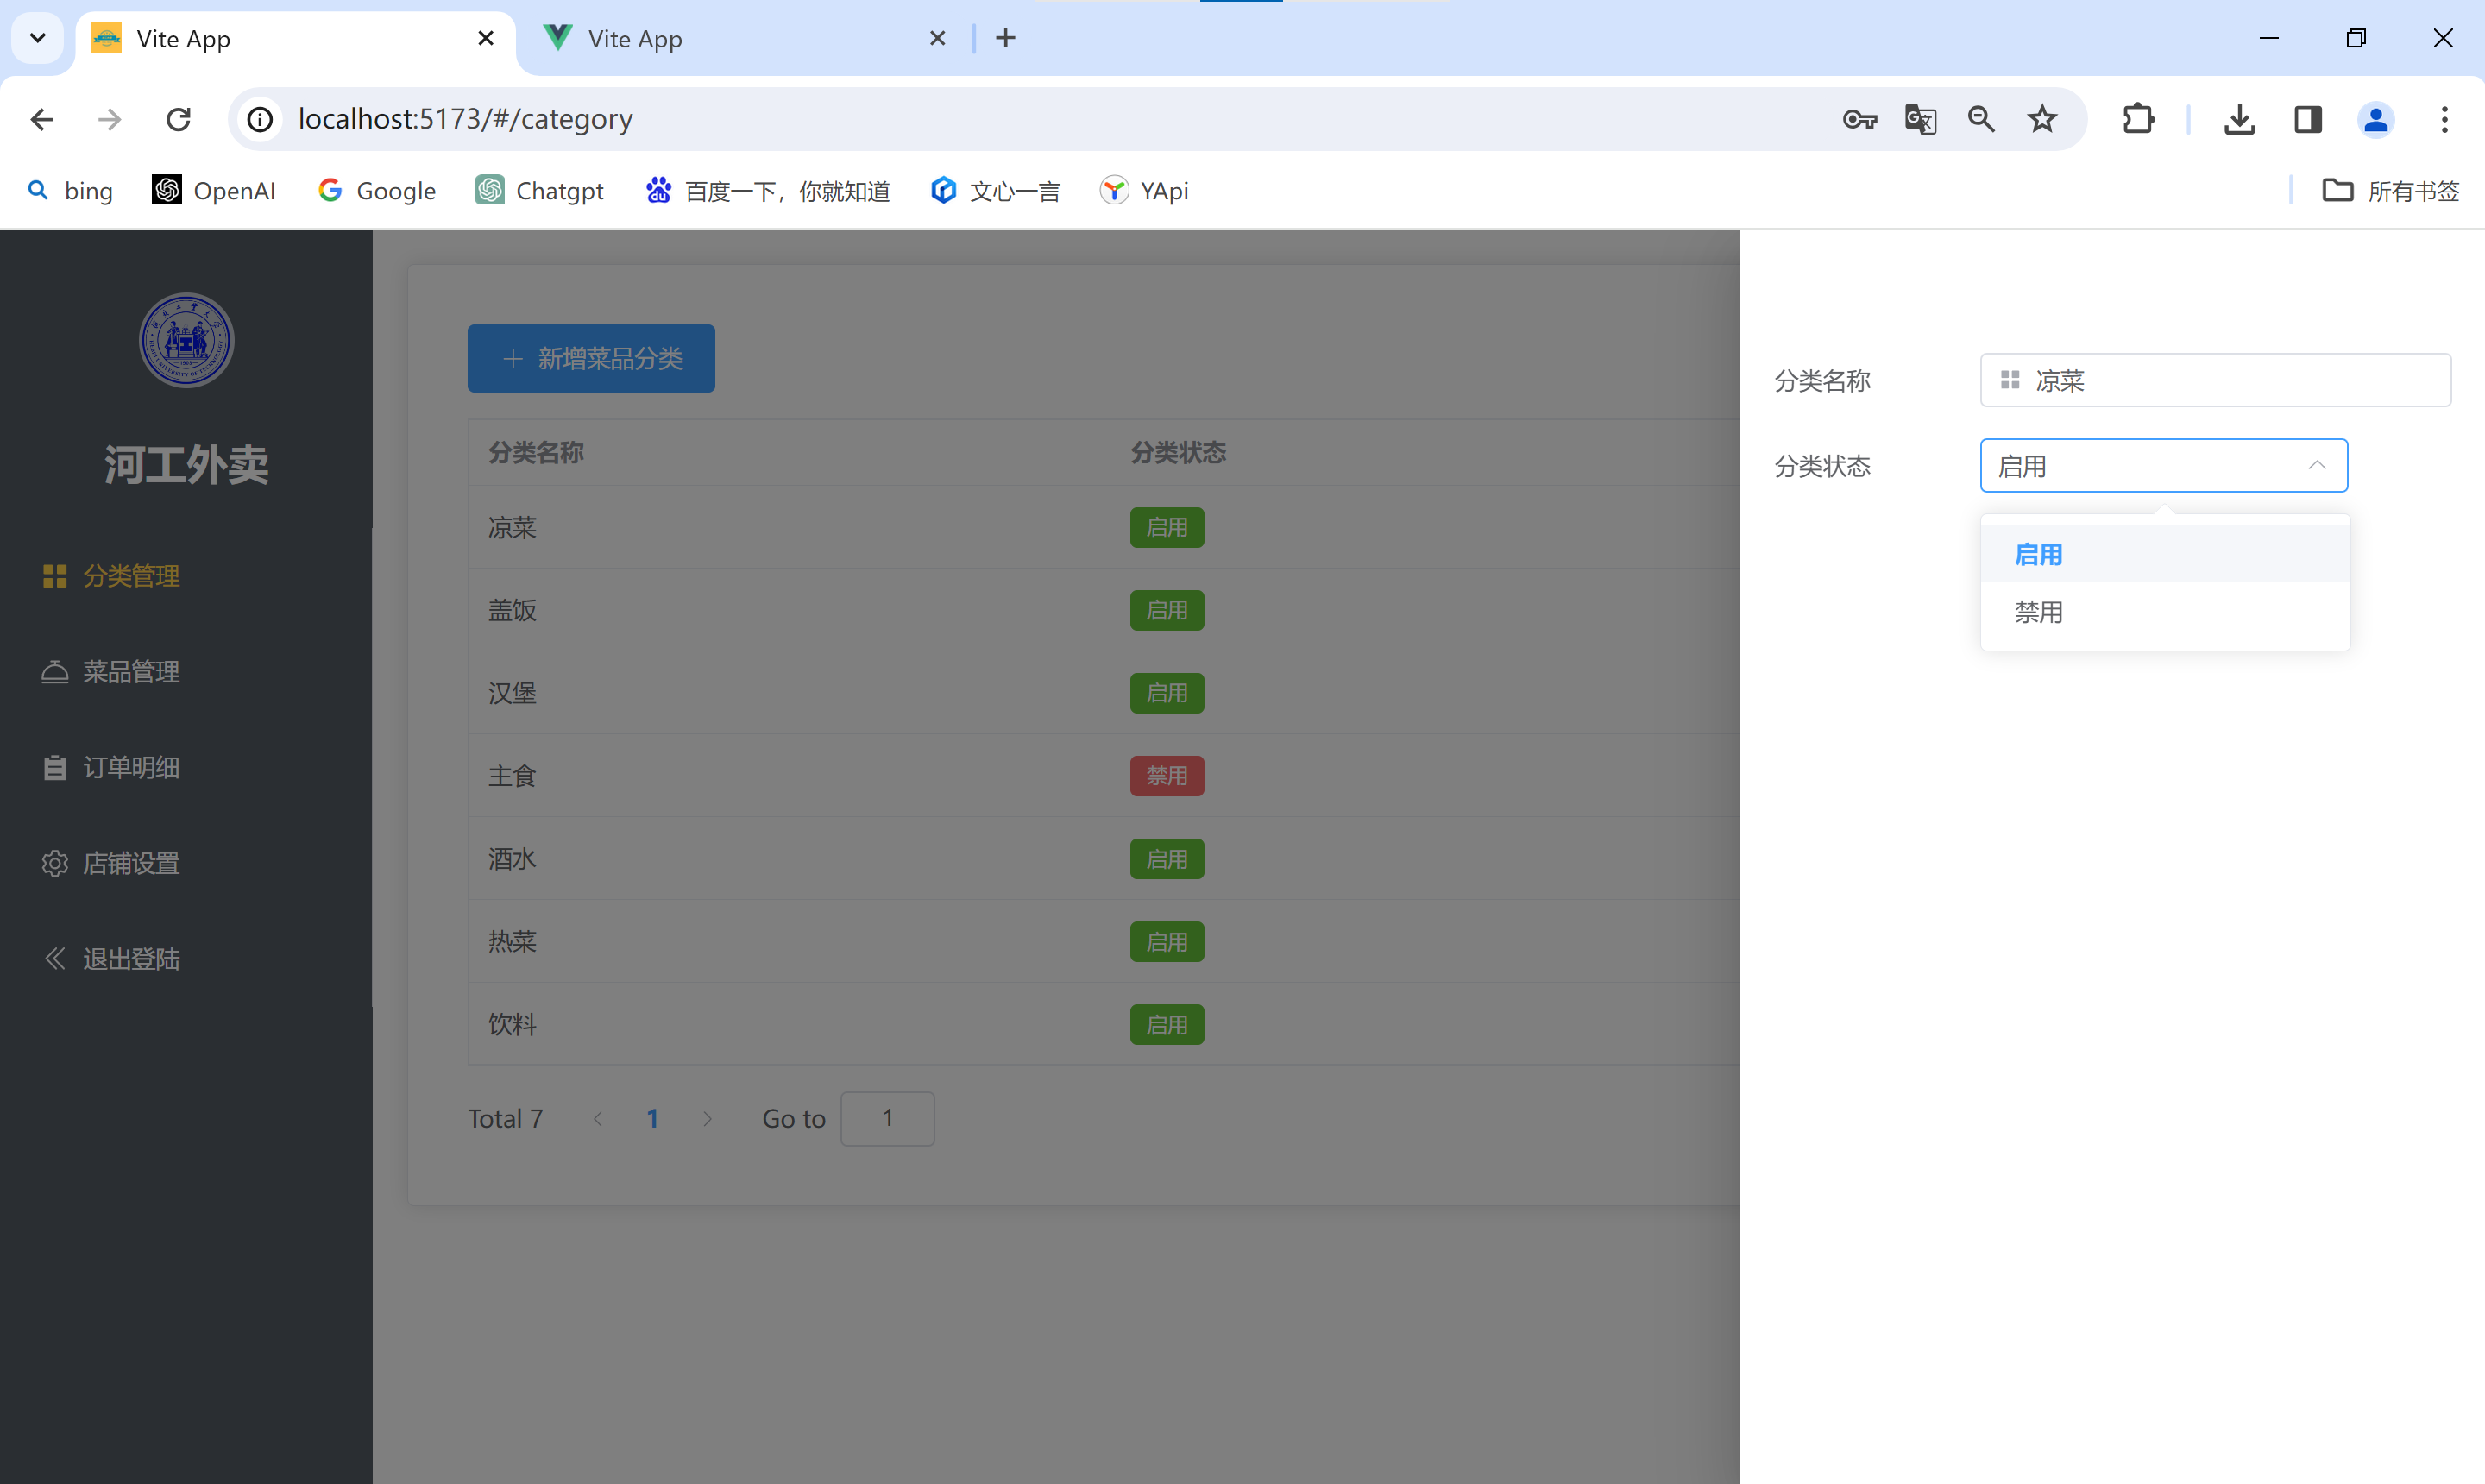 Vite App
Vite App
localhost:5173/#/category
bing
OpenAI
Google
Chatgpt
百度一下，你就知道
文心一言
YApi
所有书签
河工外卖
分类管理
菜品管理
订单明细
店铺设置
退出登陆
新增菜品分类
分类名称 分类状态
凉菜 启用
盖饭 启用
汉堡 启用
主食 禁用
酒水 启用
热菜 启用
饮料 启用
Total 7
1
Go to
1
分类名称
凉菜
分类状态
启用
启用
禁用